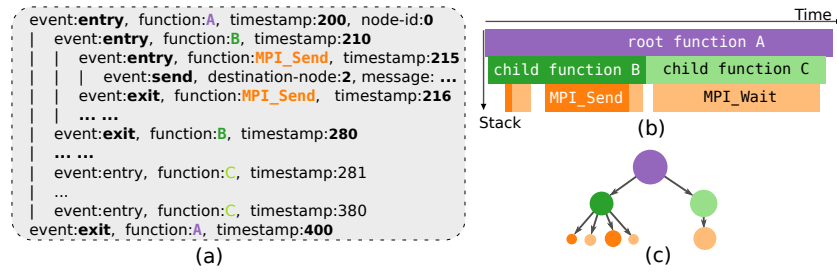 event:entry, function:A, timestamp:200, node-id:0
| event:entry, function:B, timestamp:210
| | event:entry, function:MPI_Send, timestamp:215
| | | event:send, destination-node:2, message: ...
| | event:exit, function:MPI_Send, timestamp:216
| | ... ...
| event:exit, function:B, timestamp:280
| ... ...
| event:entry, function:C, timestamp:281
| ...
| event:entry, function:C, timestamp:380
event:exit, function:A, timestamp:400
(a)
Time
root function A
child function B child function C
MPI_Send MPI_Wait
Stack
(b)
(c)